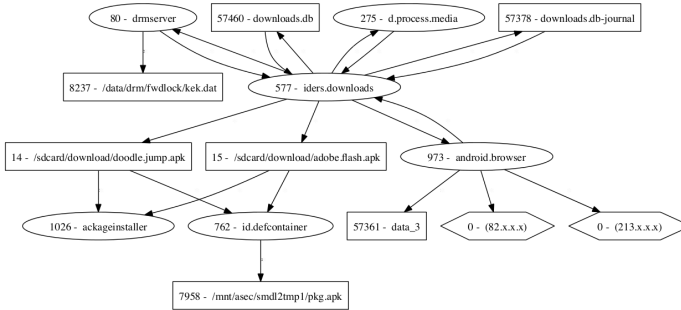 80 - drmserver
57460 - downloads.db
275 - d.process.media
57378 - downloads.db-journal
8237 - /data/drm/fwdlock/kek.dat
577 - iders.downloads
14 - /sdcard/download/doodle.jump.apk
15 - /sdcard/download/adobe.flash.apk
973 - android.browser
1026 - ackageinstaller
762 - id.defcontainer
57361 - data_3
0 - (82.x.x.x)
0 - (213.x.x.x)
7958 - /mnt/asec/smdl2tmp1/pkg.apk